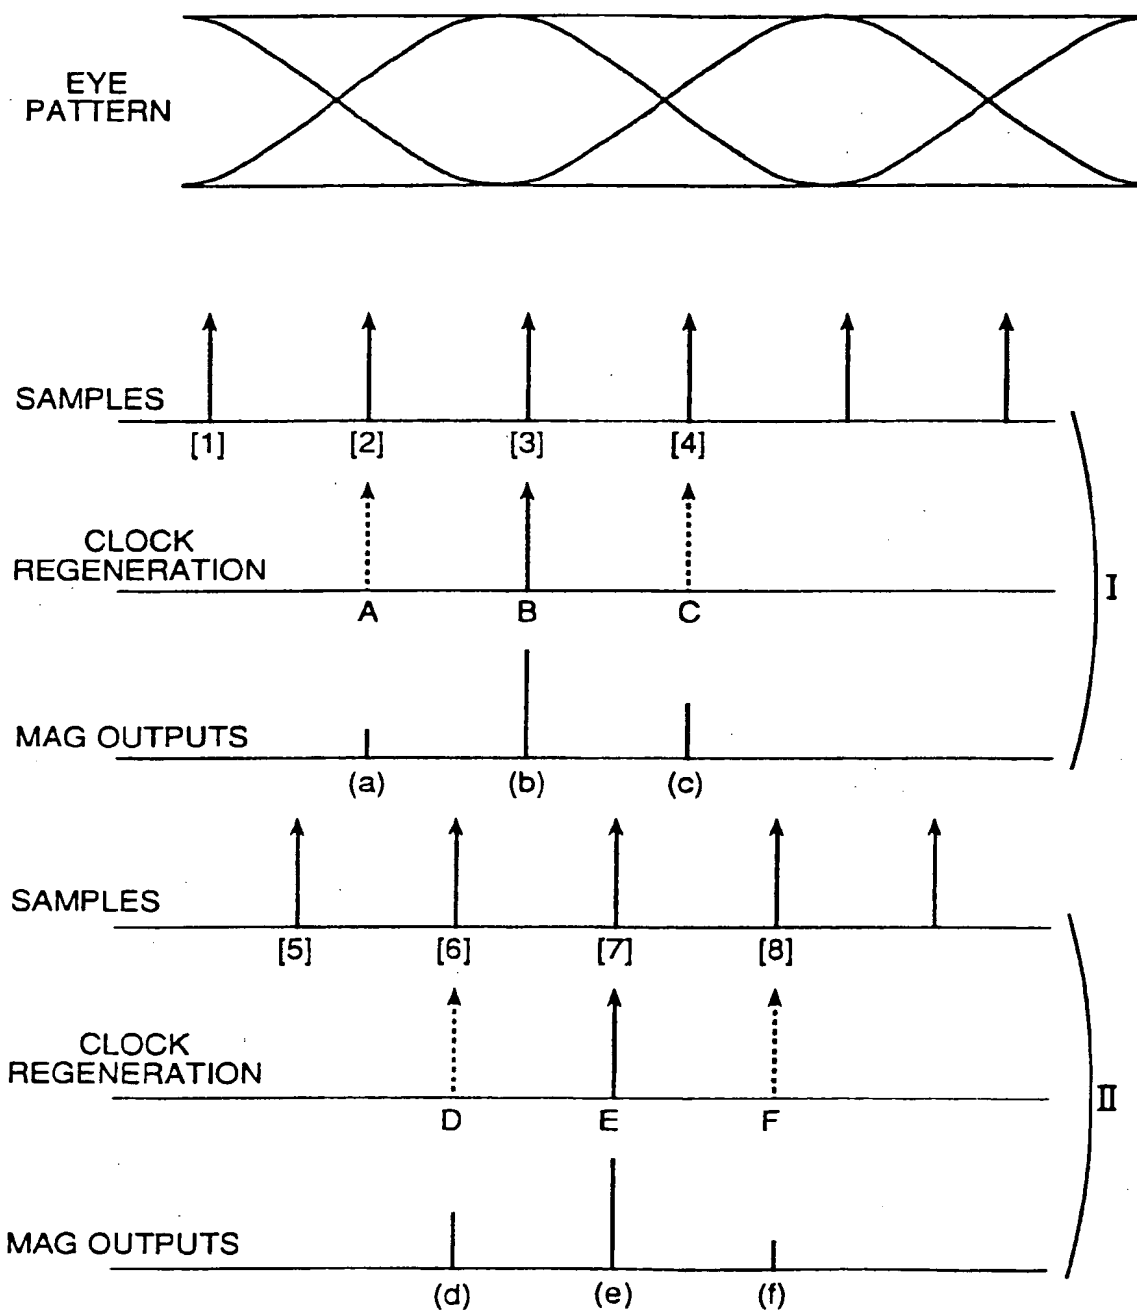 EYE
PATTERN
SAMPLES
[1] [2] [3] [4]
CLOCK
REGENERATION
A B C
I
MAG OUTPUTS
(a) (b) (c)
SAMPLES
[5] [6] [7] [8]
CLOCK
REGENERATION
D E F
II
MAG OUTPUTS
(d) (e) (f)